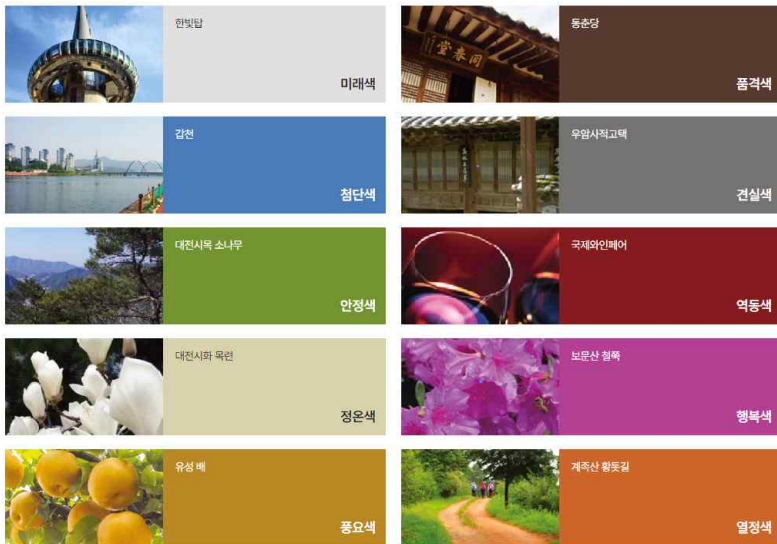 한빛탑
미래색
갑천
첨단색
대전시목 소나무
안정색
대전시화 목련
정온색
유성 배
풍요색
동춘당
同春堂
품격색
우암사적고택
견실색
국제와인페어
역동색
보문산 철쭉
행복색
계족산 황톳길
열정색